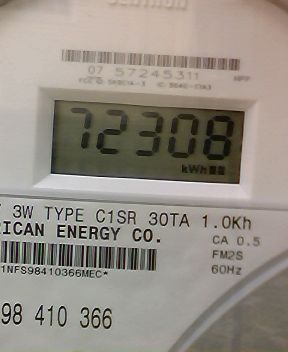 07 57245311
72308
kWh
3W TYPE C1SR 30TA 1.0Kh
RICAN ENERGY CO.
CA 0.5
FM2S
60Hz
1NFS98410366MEC*
98 410 366